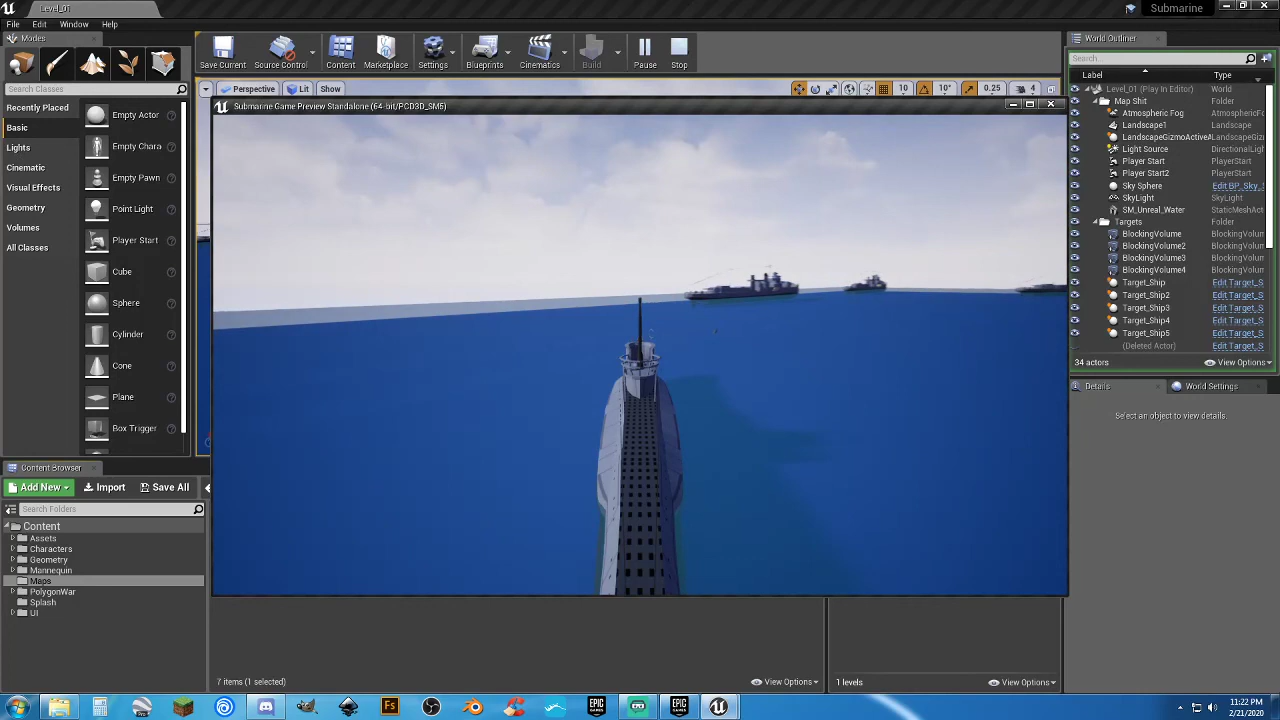 Level_01
Submarine
File Edit Window Help
Modes
Search Classes
Recently Placed
Basic
Lights
Cinematic
Visual Effects
Geometry
Volumes
All Classes
Empty Actor
Empty Chara
Empty Pawn
Point Light
Player Start
Cube
Sphere
Cylinder
Cone
Plane
Box Trigger
Save Current
Source Control
Content
Marketplace
Settings
Blueprints
Cinematics
Build
Pause
Stop
Perspective
Lit
Show
10
10°
0.25
4
Submarine Game Preview Standalone (64-bit/PCD3D_SM5)
World Outliner
Search...
Label Type
Level_01 (Play In Editor) World
Map Shit Folder
AtmosphericFog AtmosphericF
Landscape1 Landscape
LandscapeGizmoActiveA LandscapeGiz
Light Source DirectionalLigh
Player Start PlayerStart
Player Start2 PlayerStart
Sky Sphere Edit BP_Sky_S
SkyLight SkyLight
SM_Unreal_Water StaticMeshAct
Targets Folder
BlockingVolume BlockingVolum
BlockingVolume2 BlockingVolum
BlockingVolume3 BlockingVolum
BlockingVolume4 BlockingVolum
Target_Ship Edit Target_S
Target_Ship2 Edit Target_S
Target_Ship3 Edit Target_S
Target_Ship4 Edit Target_S
Target_Ship5 Edit Target_S
(Deleted Actor) Edit Target_S
34 actors
View Options
Details
World Settings
Select an object to view details.
Content Browser
Add New
Import
Save All
Search Folders
Content
Assets
Characters
Geometry
Mannequin
Maps
PolygonWar
Splash
UI
7 items (1 selected)
View Options
1 levels
View Options
11:22 PM
2/21/2020